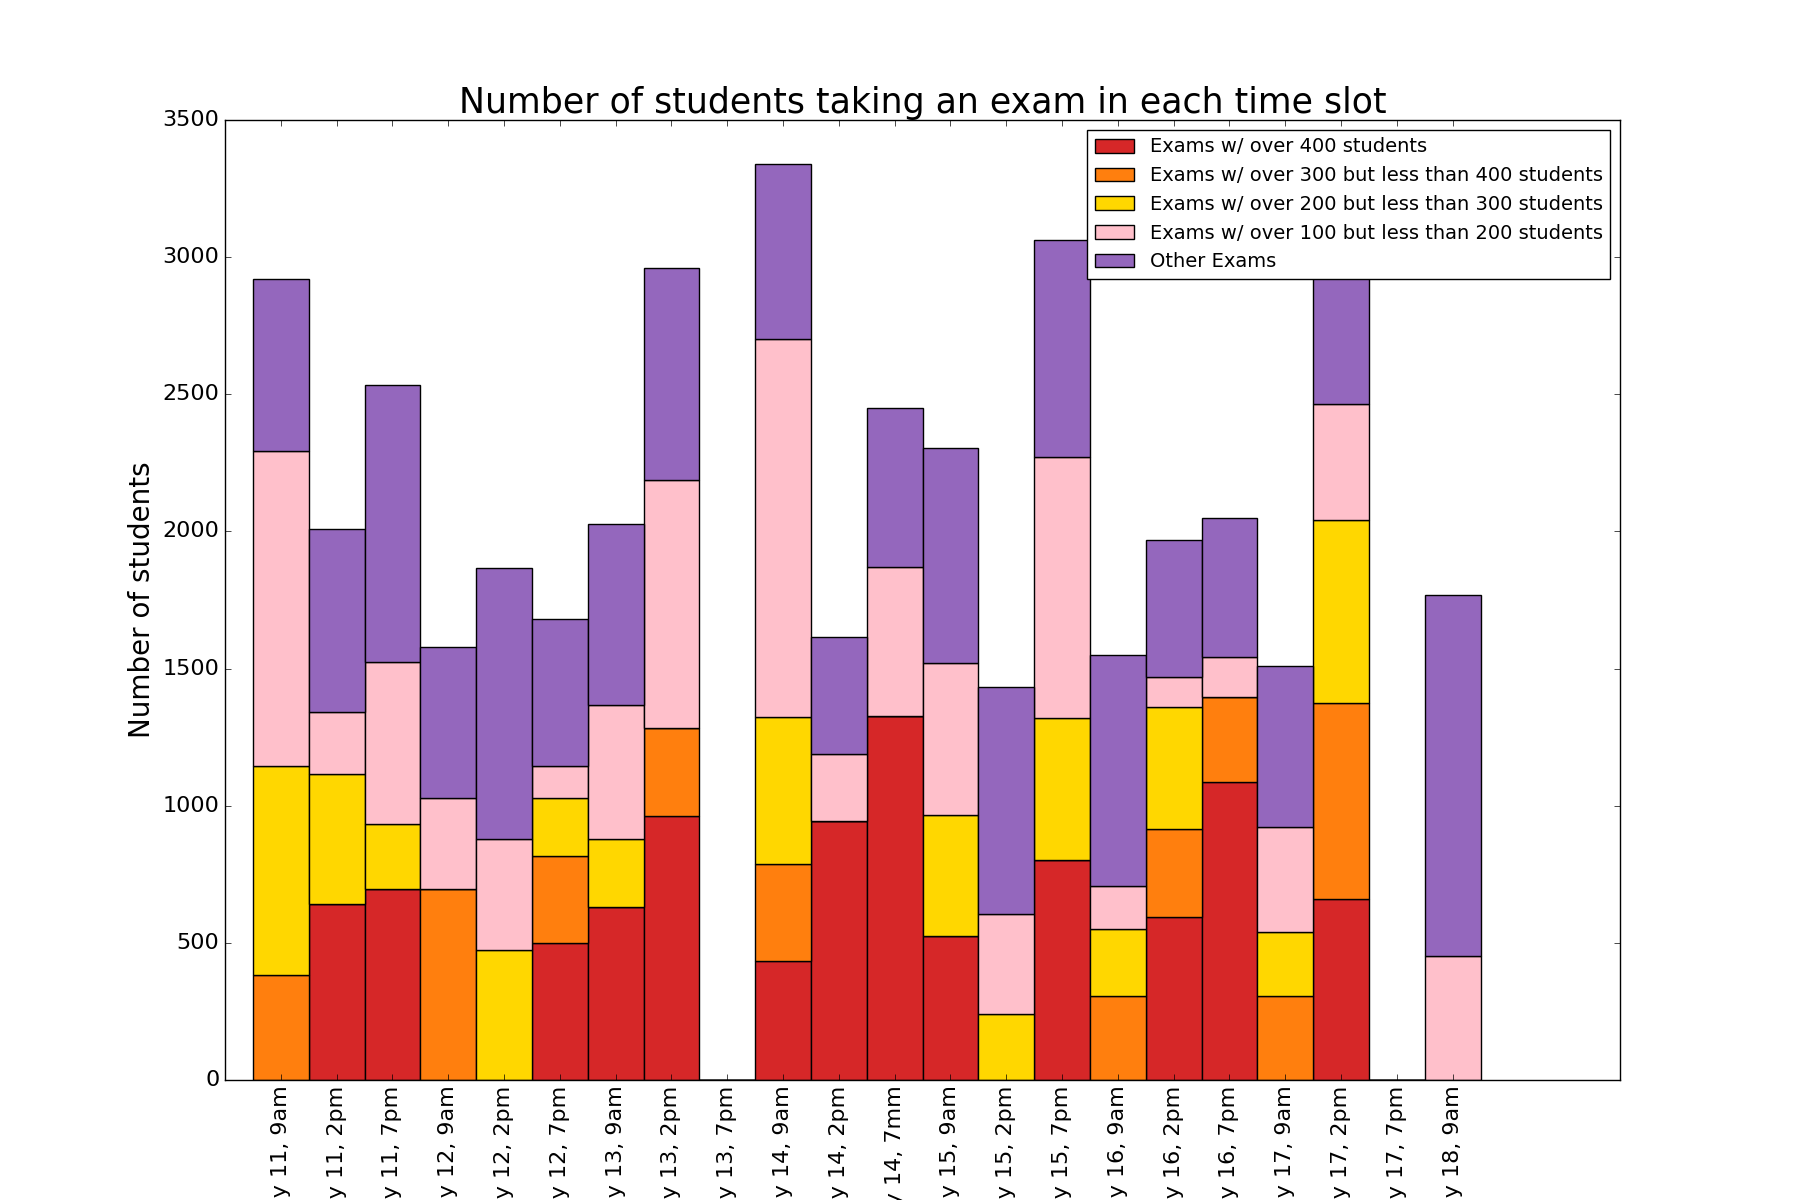 Number of students taking an exam in each time slot
Exams w/ over 400 students
Exams w/ over 300 but less than 400 students
Exams w/ over 200 but less than 300 students
Exams w/ over 100 but less than 200 students
Other Exams
Number of students
3500
3000
2500
2000
1500
1000
500
0
y 11, 9am
y 11, 2pm
y 11, 7pm
y 12, 9am
y 12, 2pm
y 12, 7pm
y 13, 9am
y 13, 2pm
y 13, 7pm
y 14, 9am
y 14, 2pm
y 14, 7mm
y 15, 9am
y 15, 2pm
y 15, 7pm
y 16, 9am
y 16, 2pm
y 16, 7pm
y 17, 9am
y 17, 2pm
y 17, 7pm
y 18, 9am